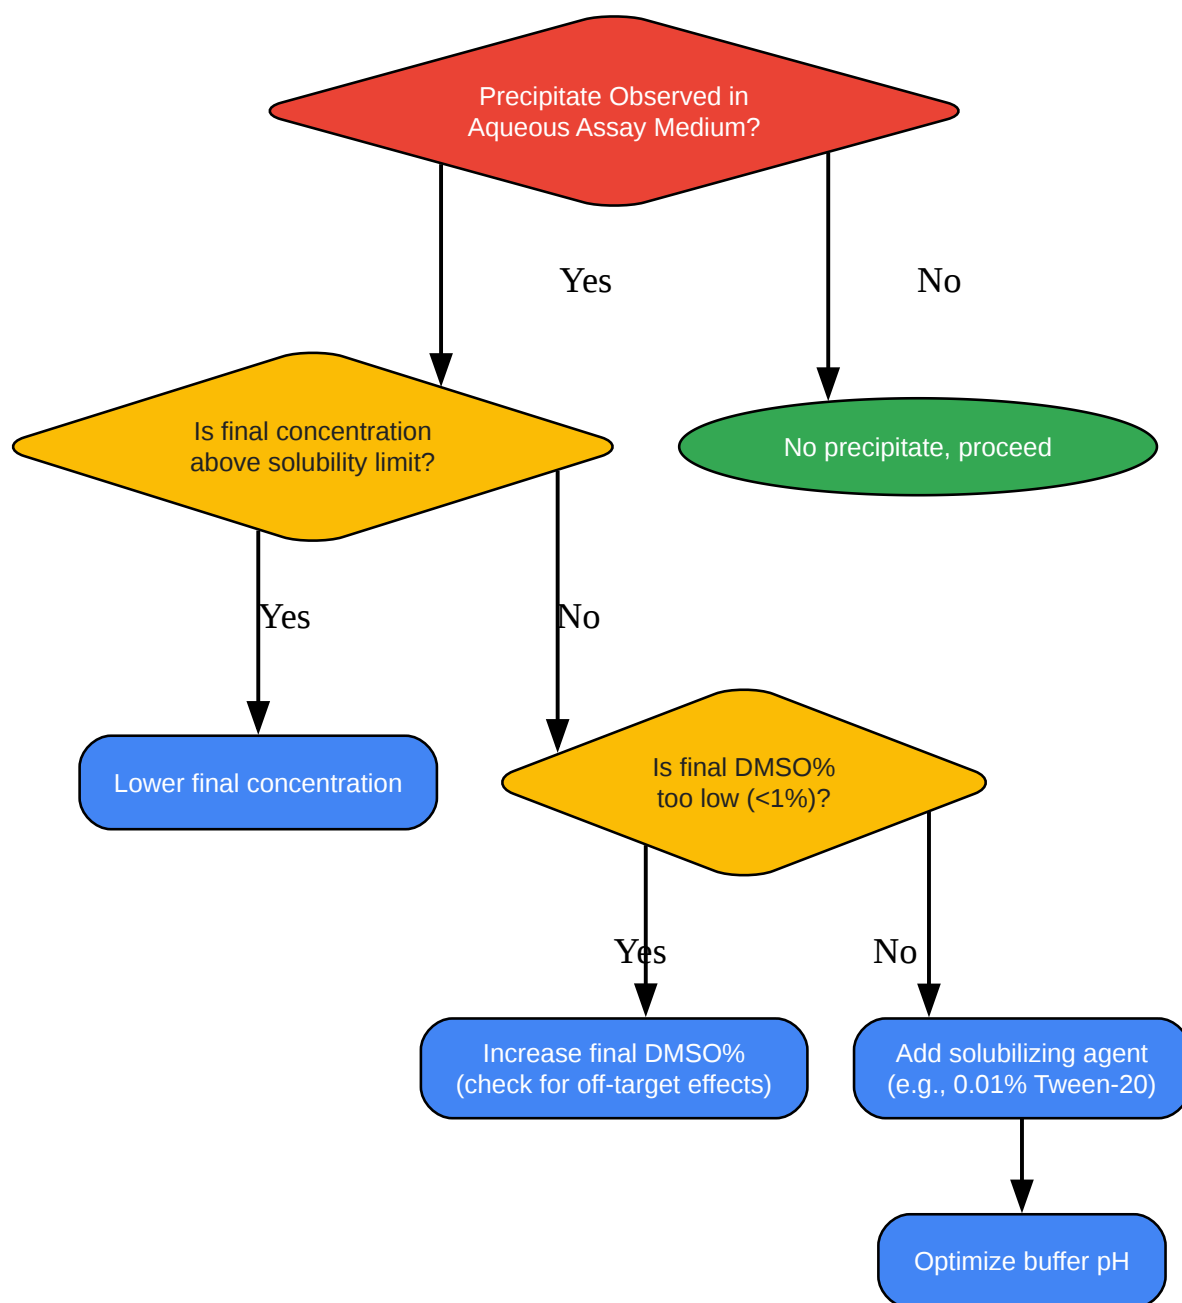 Precipitate Observed in
Aqueous Assay Medium?
Yes
No
Is final concentration
above solubility limit?
No precipitate, proceed
Yes
No
Lower final concentration
Is final DMSO%
too low (<1%)?
Yes
No
Increase final DMSO%
(check for off-target effects)
Add solubilizing agent
(e.g., 0.01% Tween-20)
Optimize buffer pH